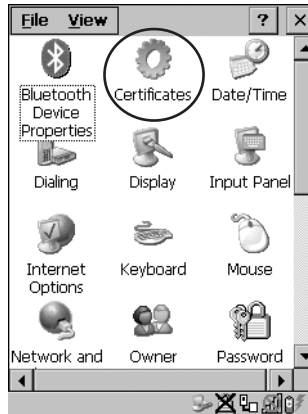 File View ? ×
Bluetooth Device Properties
Certificates
Date/Time
Dialing
Display
Input Panel
Internet Options
Keyboard
Mouse
Network and
Owner
Password